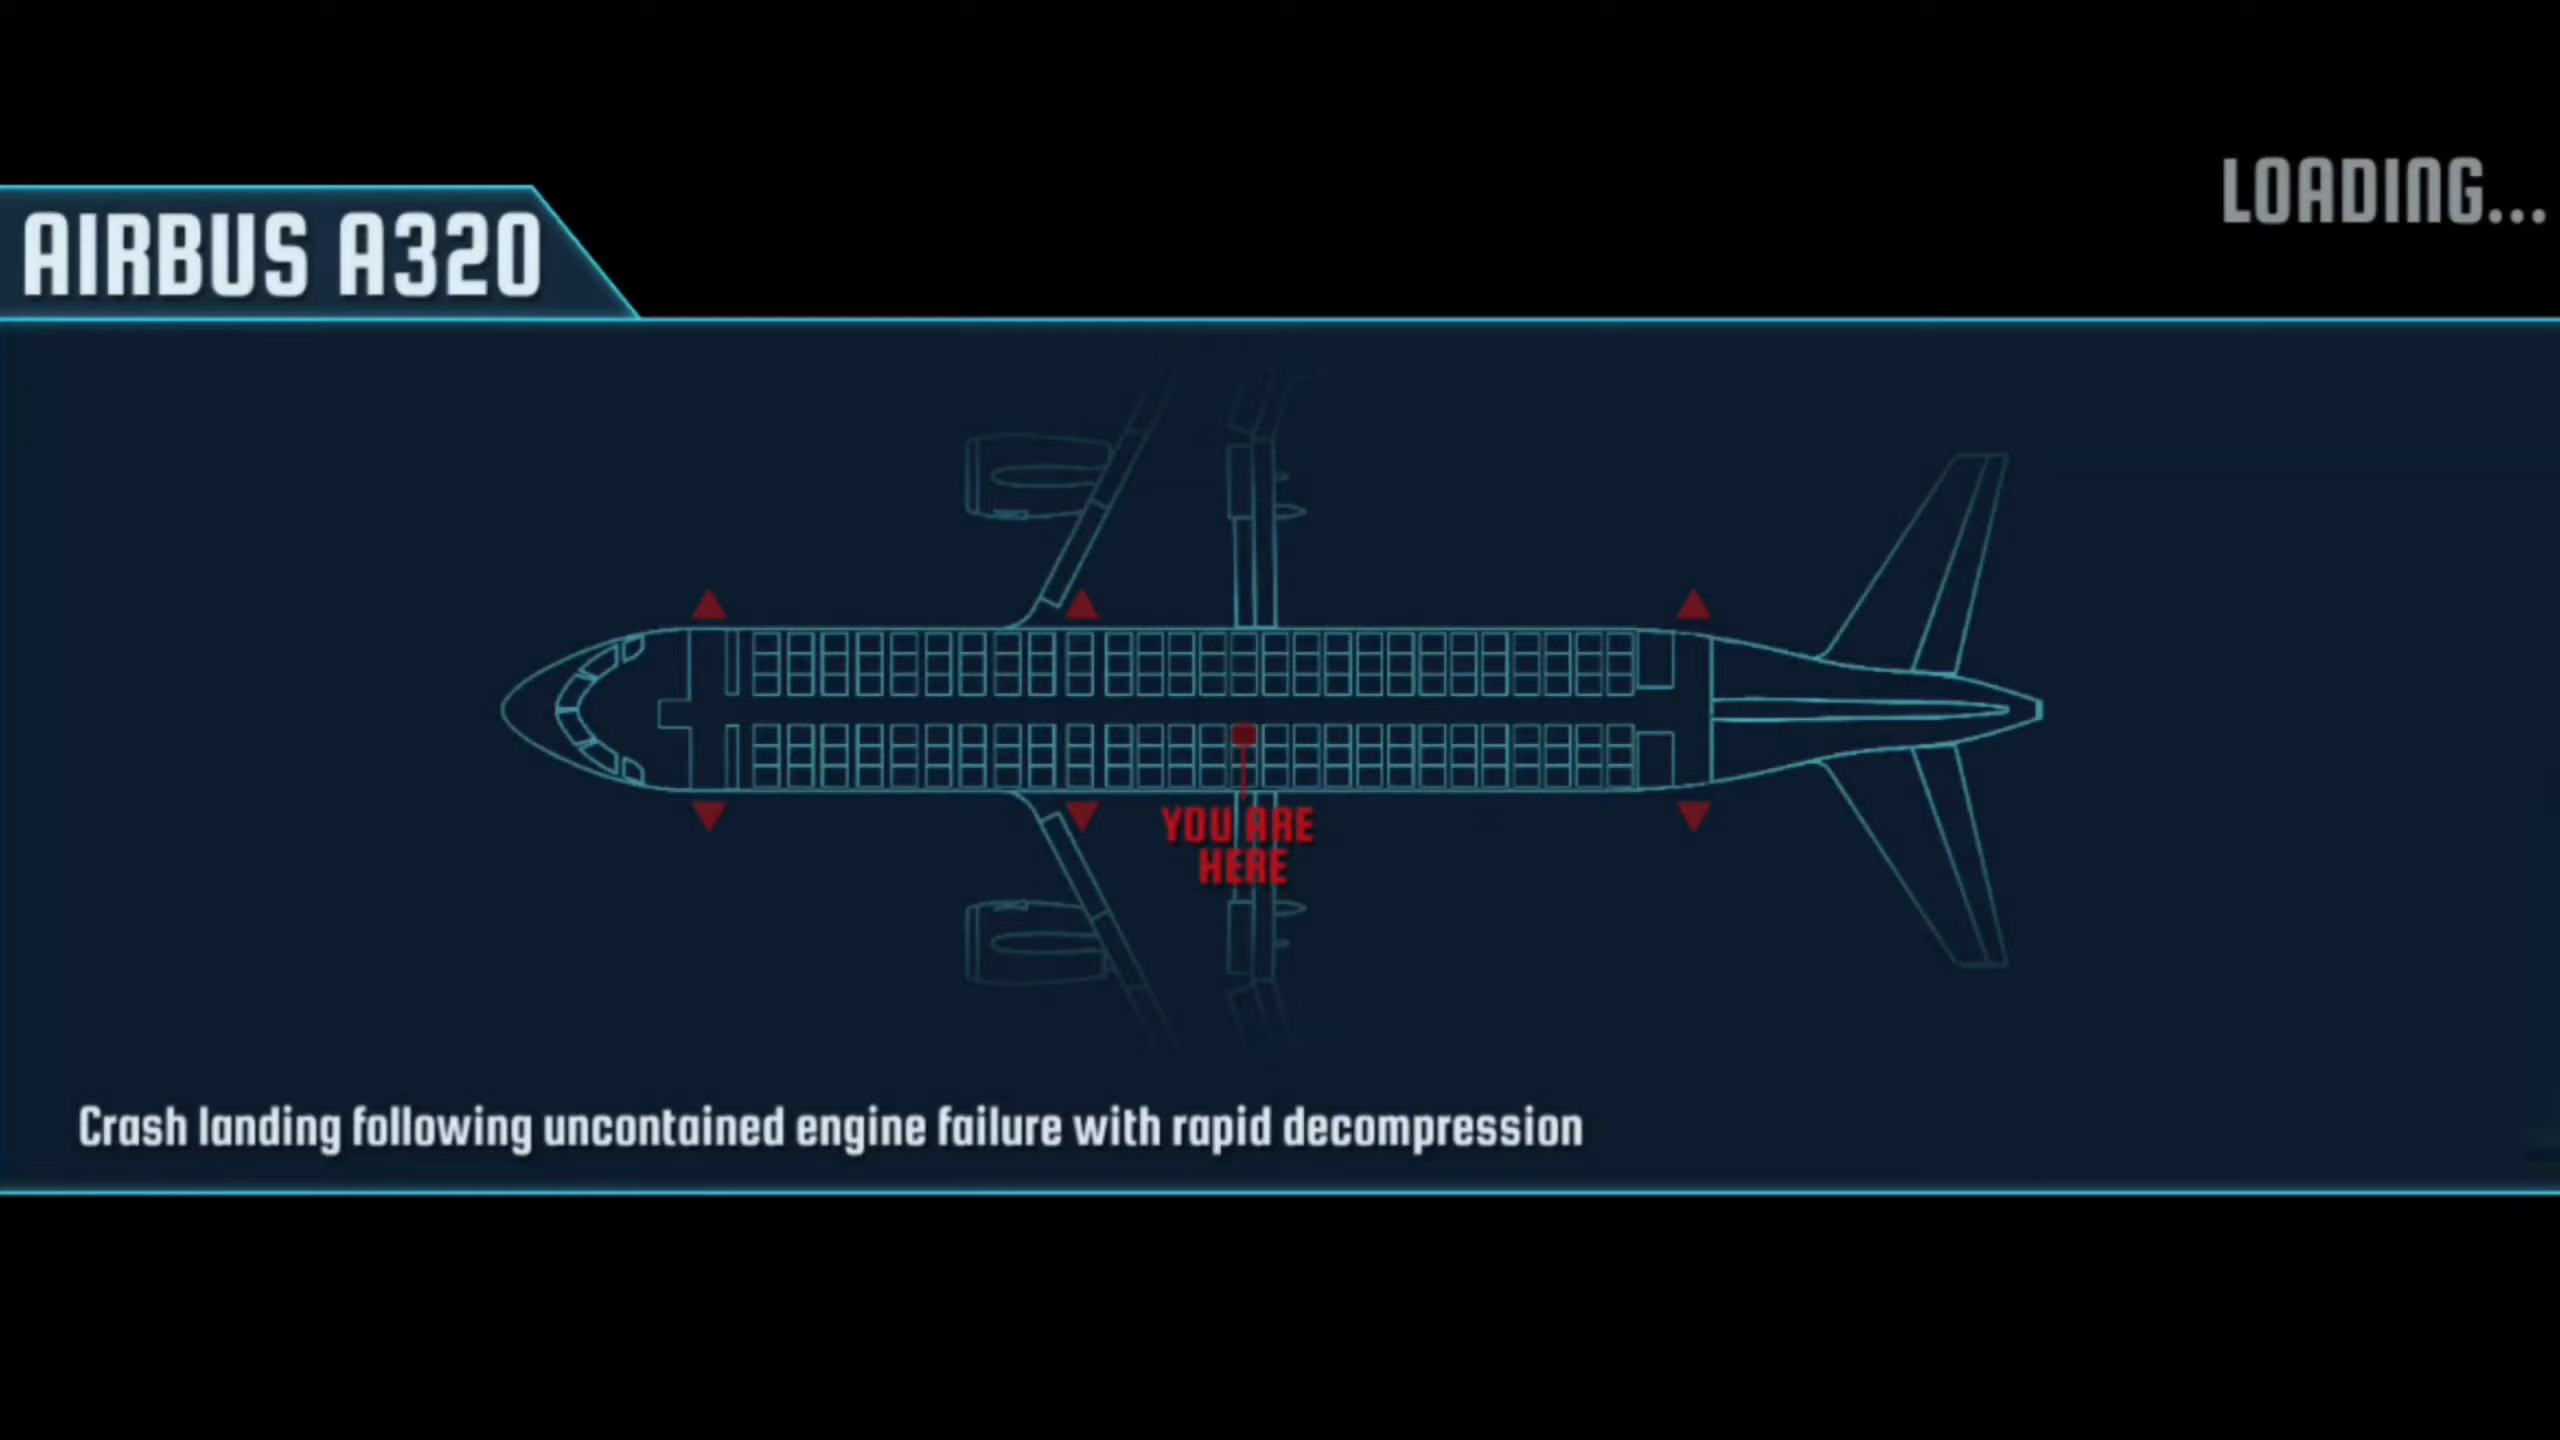 LOADING...
AIRBUS A320
YOU ARE
HERE
Crash landing following uncontained engine failure with rapid decompression